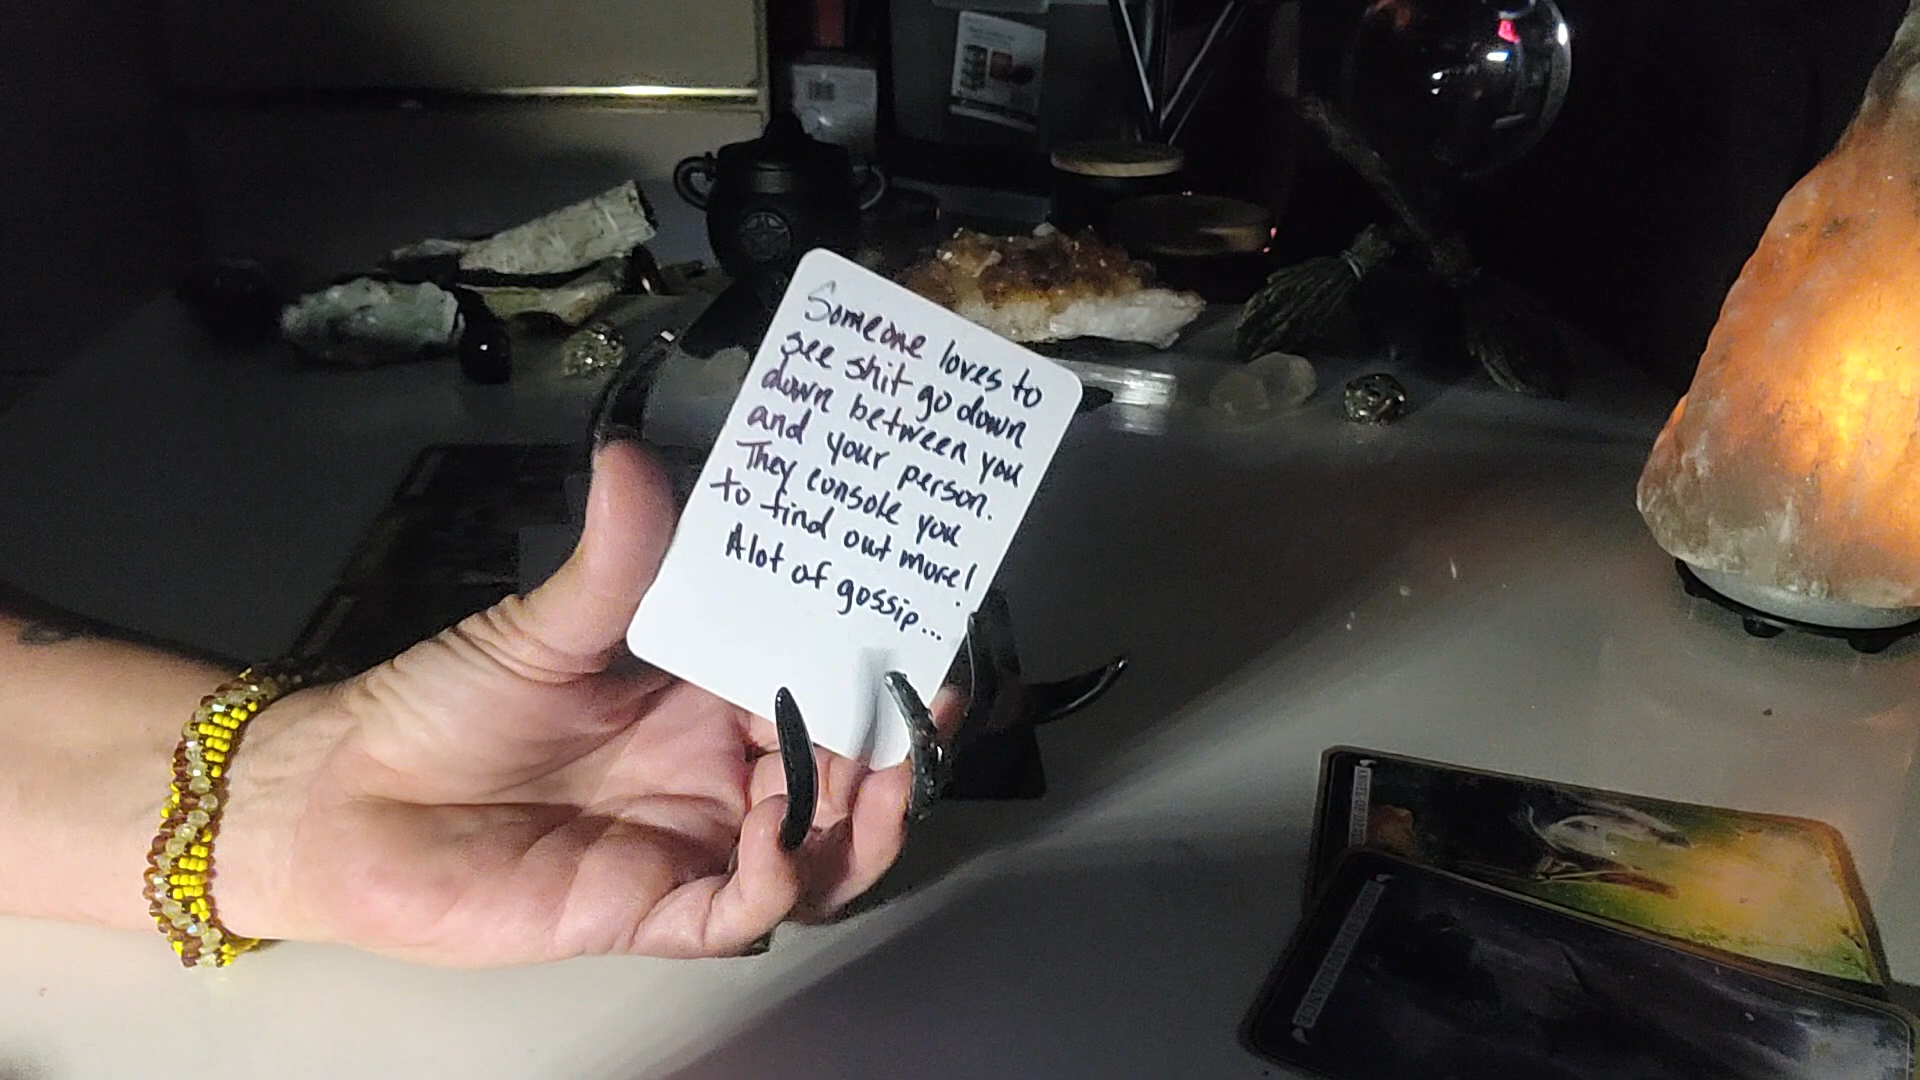 Someone loves to
see shit go down
down between you
and your person.
They console you
to find out more!
Alot of gossip...